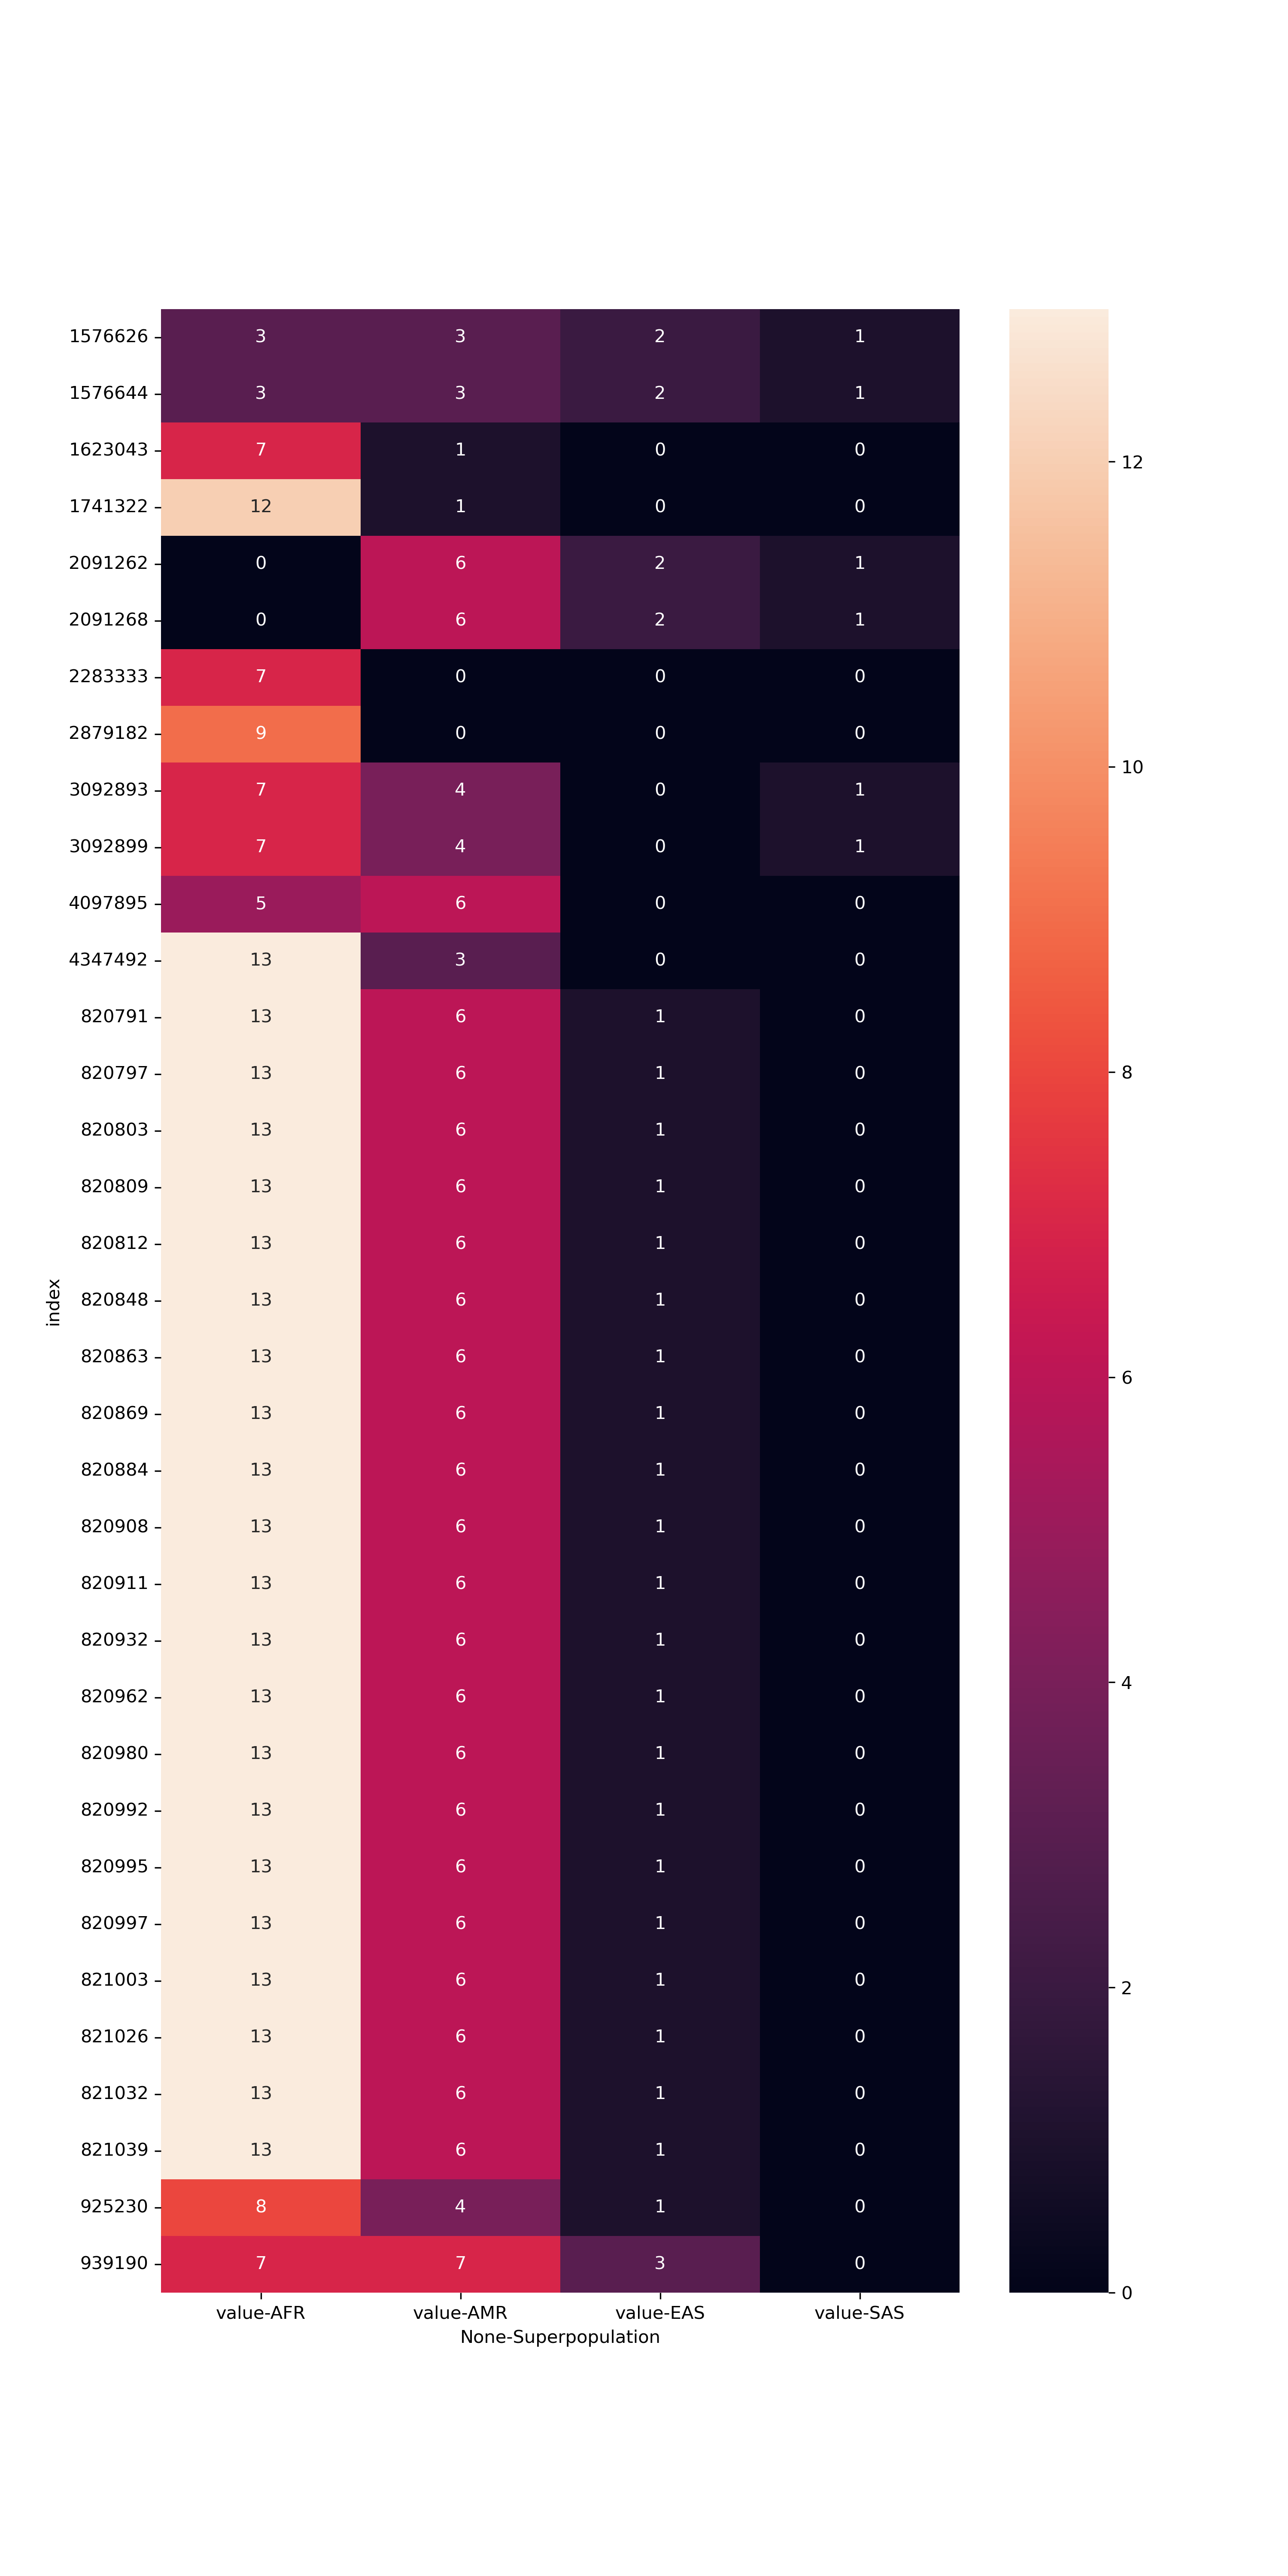 1576626 3 3 2 1
1576644 3 3 2 1
1623043 7 1 0 0
12
1741322 12 1 0 0
2091262 0 6 2 1
2091268 0 6 2 1
2283333 7 0 0 0
2879182 9 0 0 0
10
3092893 7 4 0 1
3092899 7 4 0 1
4097895 5 6 0 0
4347492 13 3 0 0
820791 13 6 1 0
820797 13 6 1 0
8
820803 13 6 1 0
820809 13 6 1 0
820812 13 6 1 0
820848 13 6 1 0
index
820863 13 6 1 0
6
820869 13 6 1 0
820884 13 6 1 0
820908 13 6 1 0
820911 13 6 1 0
820932 13 6 1 0
4
820962 13 6 1 0
820980 13 6 1 0
820992 13 6 1 0
820995 13 6 1 0
820997 13 6 1 0
821003 13 6 1 0
2
821026 13 6 1 0
821032 13 6 1 0
821039 13 6 1 0
925230 8 4 1 0
939190 7 7 3 0
0
value-AFR value-AMR value-EAS value-SAS
None-Superpopulation